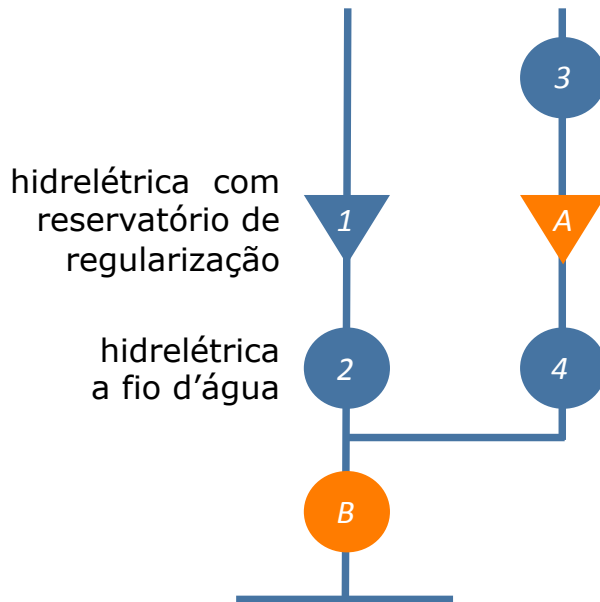 3
hidrelétrica com
reservatório de
regularização
1
A
hidrelétrica
a fio d'água
2
4
B